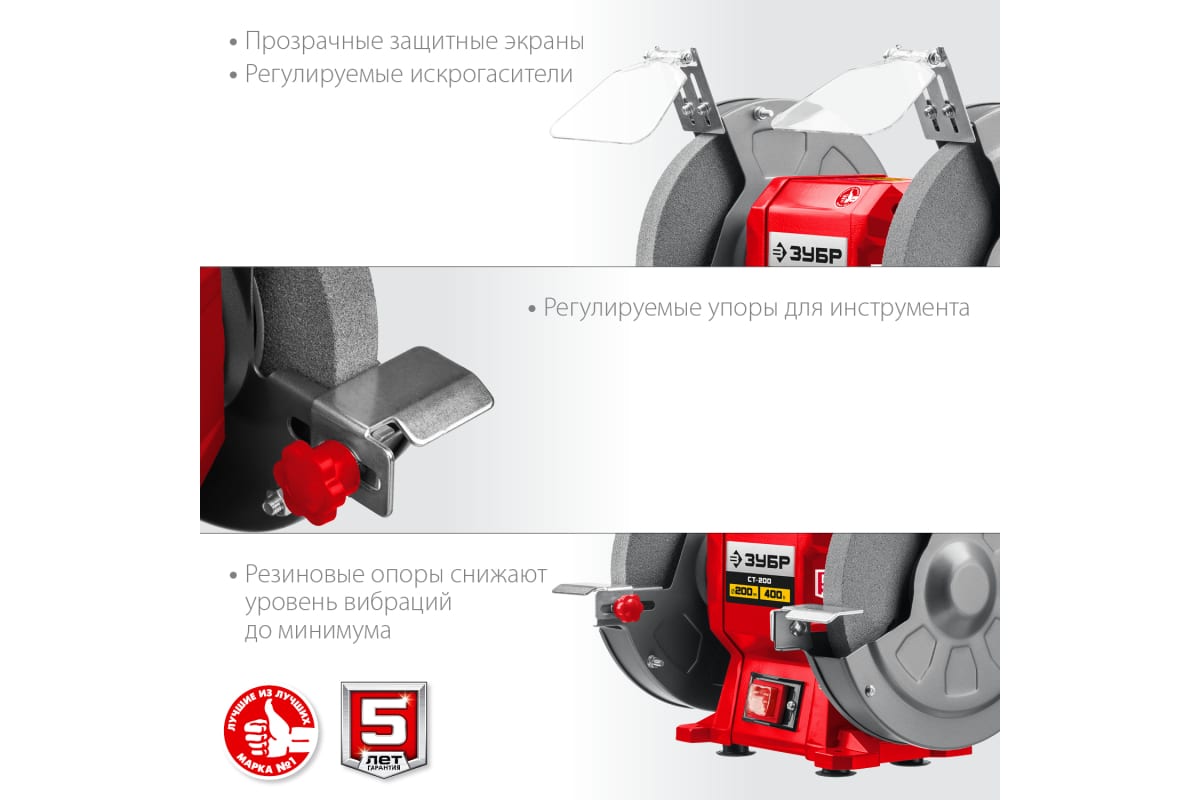 • Прозрачные защитные экраны
• Регулируемые искрогасители
ЗУБР
• Регулируемые упоры для инструмента
• Резиновые опоры снижают
уровень вибраций
до минимума
ЗУБР
СТ-200
400
ЛУЧШИЕ ИЗ ЛУЧШИХ
МАРКА №1
5
ЛЕТ
ГАРАНТИЯ